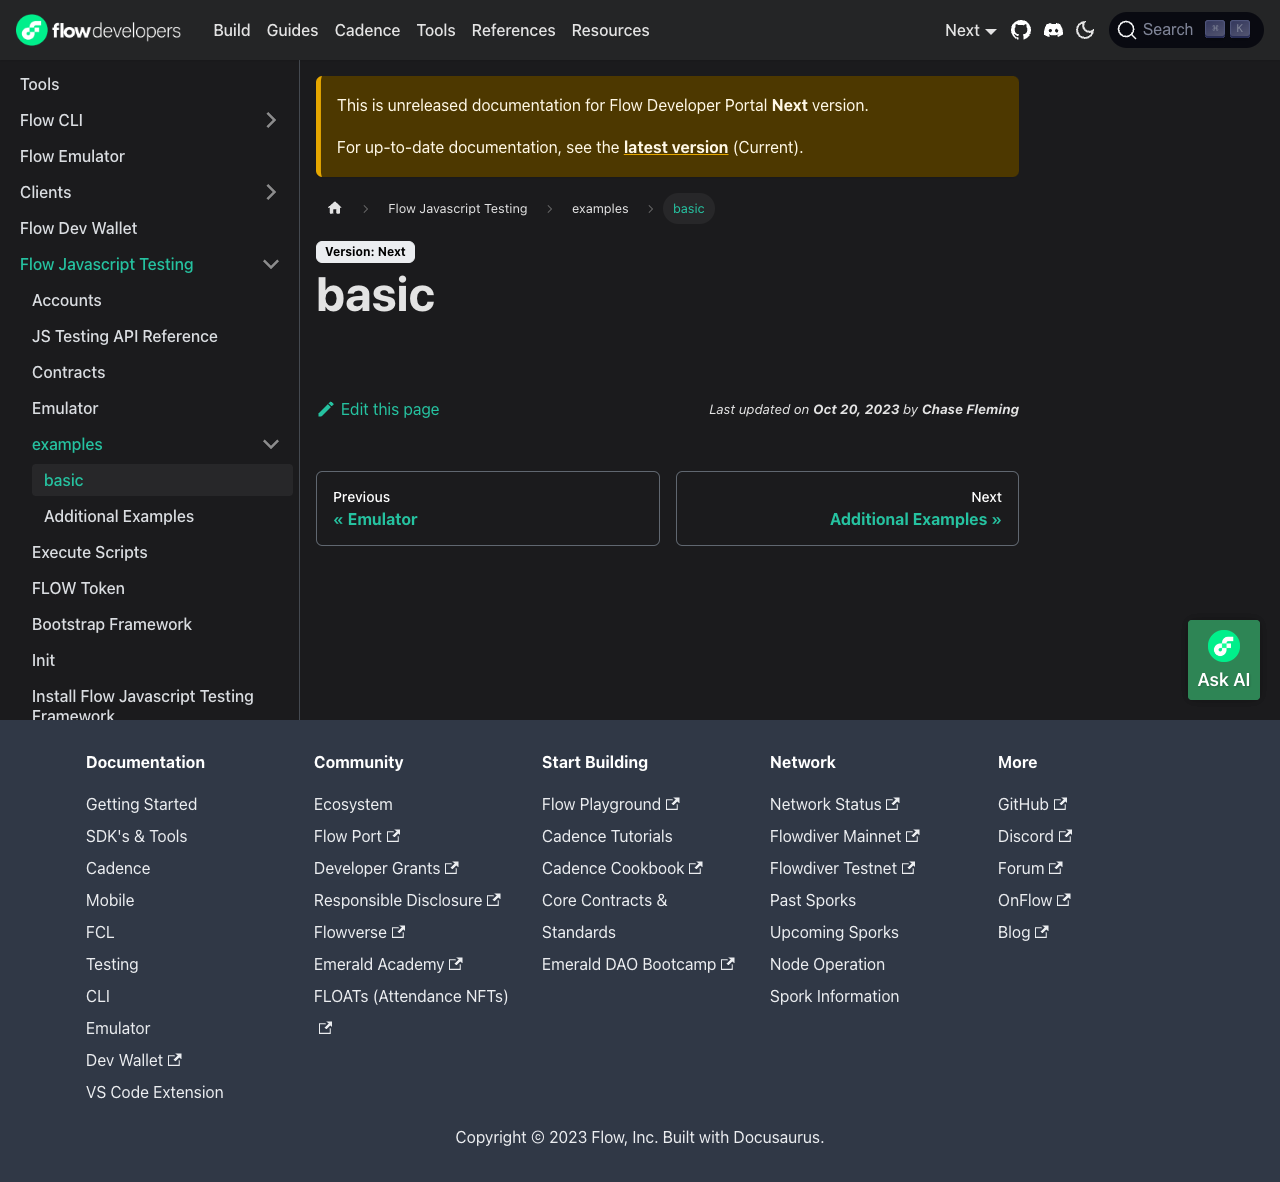 flowdevelopers
Build Guides Cadence Tools References Resources
Next
Search ⌘ K
Tools
Flow CLI
Flow Emulator
Clients
Flow Dev Wallet
Flow Javascript Testing
Accounts
JS Testing API Reference
Contracts
Emulator
examples
basic
Additional Examples
Execute Scripts
FLOW Token
Bootstrap Framework
Init
Install Flow Javascript Testing
Framework
This is unreleased documentation for Flow Developer Portal Next version.
For up-to-date documentation, see the latest version (Current).
Flow Javascript Testing
examples
basic
Version: Next
basic
Edit this page
Last updated on Oct 20, 2023 by Chase Fleming
Previous
« Emulator
Next
Additional Examples »
Ask AI
Documentation
Getting Started
SDK's & Tools
Cadence
Mobile
FCL
Testing
CLI
Emulator
Dev Wallet
VS Code Extension
Community
Ecosystem
Flow Port
Developer Grants
Responsible Disclosure
Flowverse
Emerald Academy
FLOATs (Attendance NFTs)
Start Building
Flow Playground
Cadence Tutorials
Cadence Cookbook
Core Contracts &
Standards
Emerald DAO Bootcamp
Network
Network Status
Flowdiver Mainnet
Flowdiver Testnet
Past Sporks
Upcoming Sporks
Node Operation
Spork Information
More
GitHub
Discord
Forum
OnFlow
Blog
Copyright © 2023 Flow, Inc. Built with Docusaurus.